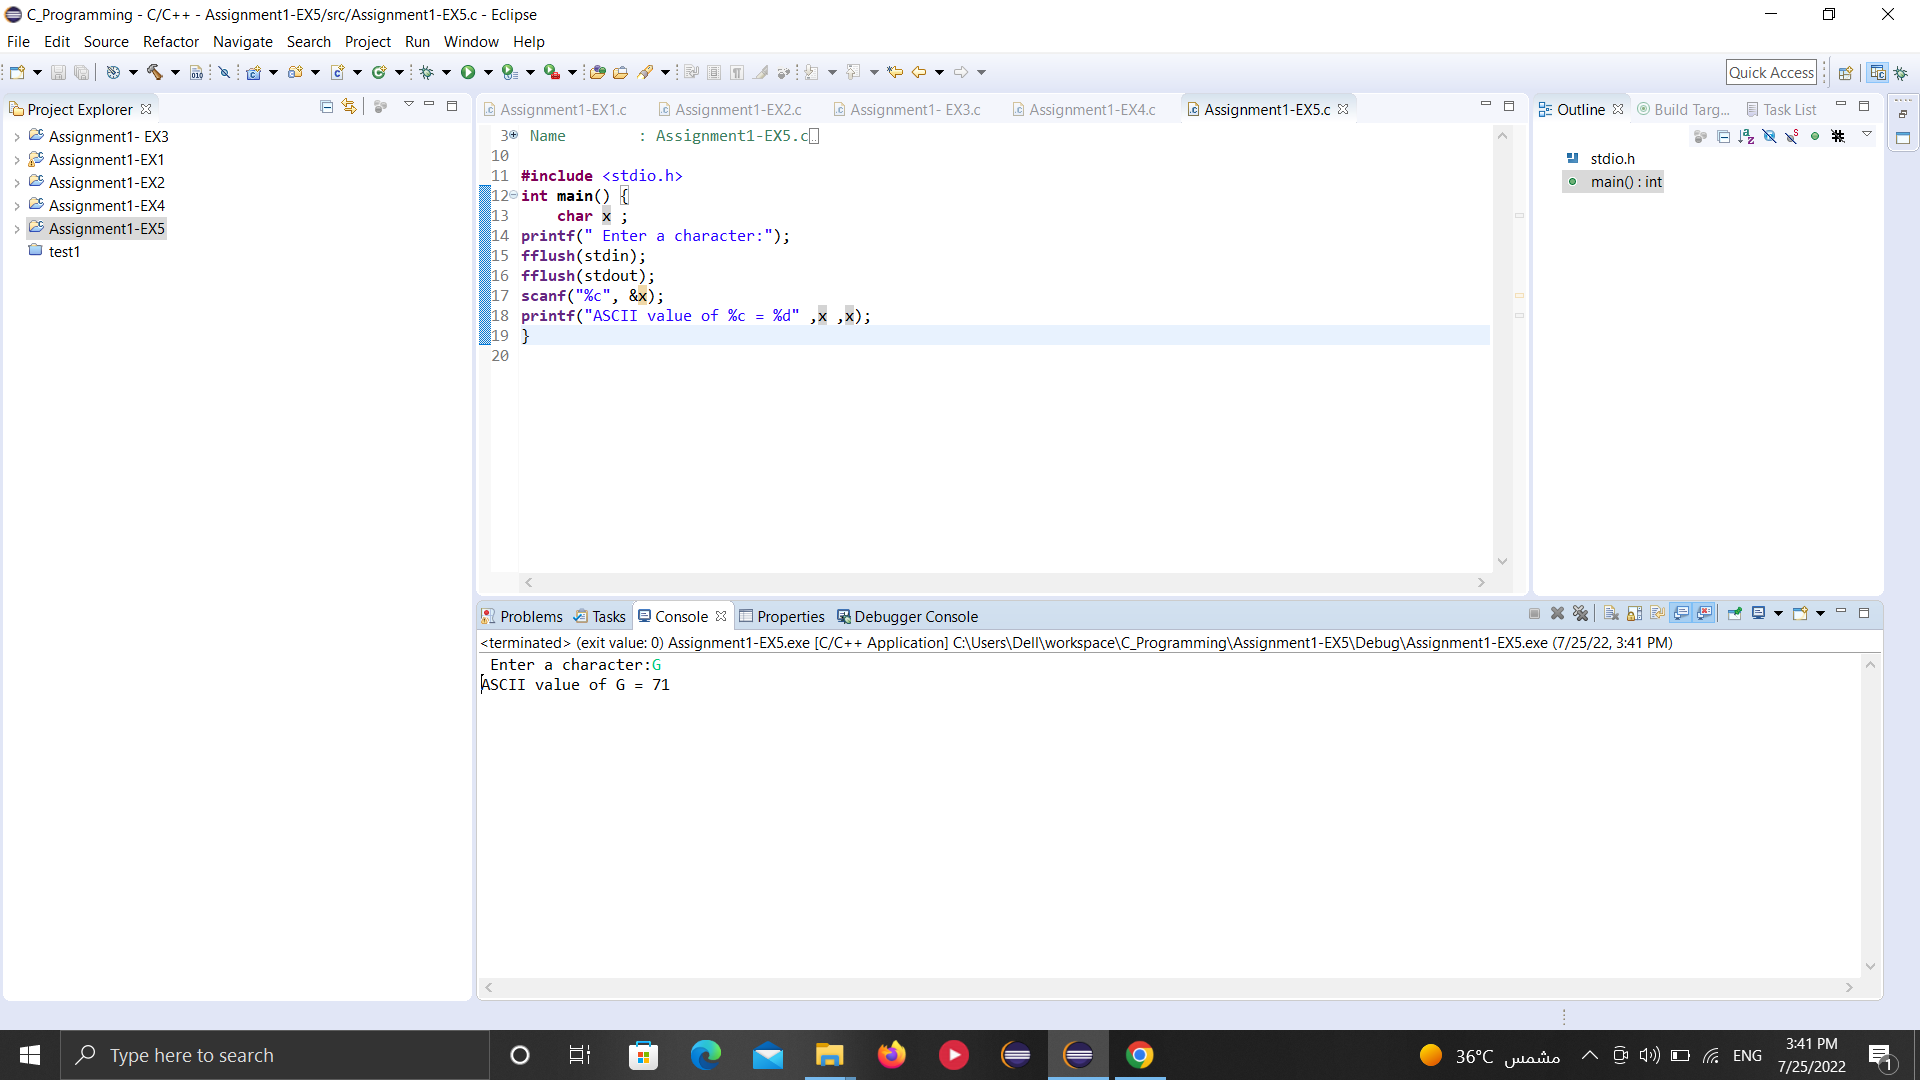 C_Programming - C/C++ - Assignment1-EX5/src/Assignment1-EX5.c - Eclipse
File Edit Source Refactor Navigate Search Project Run Window Help
Quick Access
Project Explorer
Assignment1- EX3
Assignment1-EX1
Assignment1-EX2
Assignment1-EX4
Assignment1-EX5
test1
Assignment1-EX1.c Assignment1-EX2.c Assignment1- EX3.c Assignment1-EX4.c Assignment1-EX5.c
3 Name : Assignment1-EX5.c
10
11 #include <stdio.h>
12 int main() {
13 char x ;
14 printf(" Enter a character:");
15 fflush(stdin);
16 fflush(stdout);
17 scanf("%c", &x);
18 printf("ASCII value of %c = %d" ,x ,x);
19 }
20
Outline Build Targ... Task List
stdio.h
main() : int
Problems Tasks Console Properties Debugger Console
<terminated> (exit value: 0) Assignment1-EX5.exe [C/C++ Application] C:\Users\Dell\workspace\C_Programming\Assignment1-EX5\Debug\Assignment1-EX5.exe (7/25/22, 3:41 PM)
Enter a character:G
ASCII value of G = 71
Type here to search
36°C مشمس
ENG
3:41 PM
7/25/2022
1